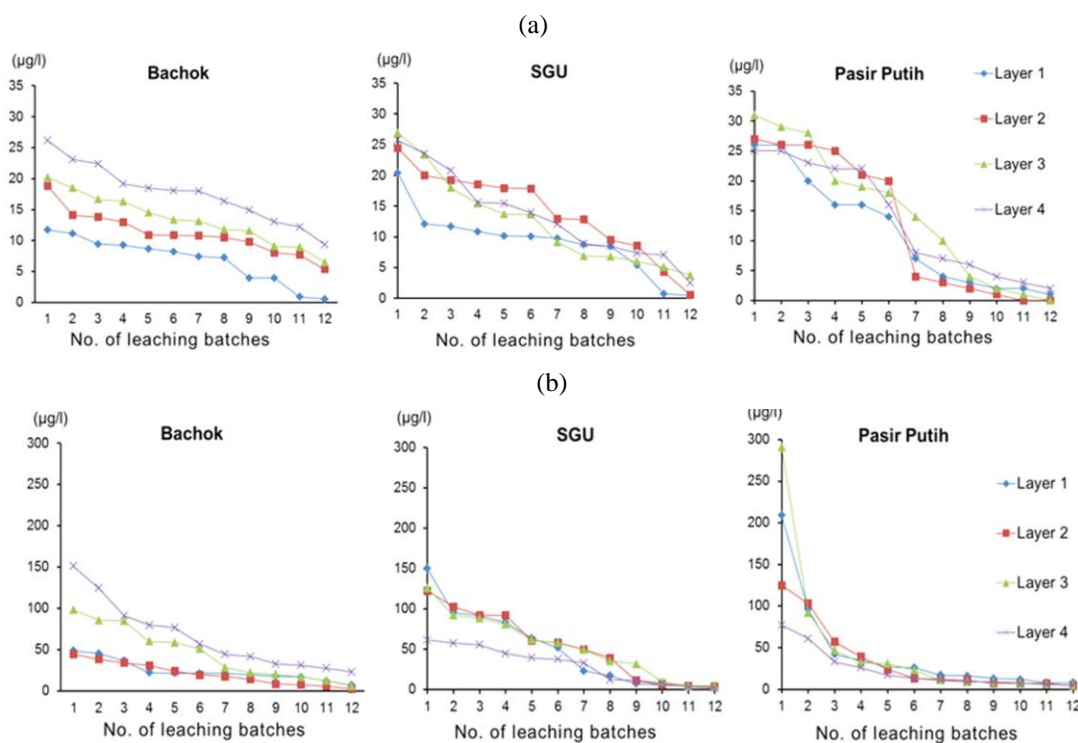 (a)
(µg/l) (µg/l) (µg/l)
Bachok SGU Pasir Putih
35 35 35
30 30 30
25 25 25
20 20 20
15 15 15
10 10 10
5 5 5
0 0 0
1 2 3 4 5 6 7 8 9 10 11 12
No. of leaching batches
1 2 3 4 5 6 7 8 9 10 11 12
No. of leaching batches
1 2 3 4 5 6 7 8 9 10 11 12
No. of leaching batches
Layer 1
Layer 2
Layer 3
Layer 4
(b)
(µg/l) (µg/l) (µg/l)
Bachok SGU Pasir Putih
300 300 300
250 250 250
200 200 200
150 150 150
100 100 100
50 50 50
0 0 0
1 2 3 4 5 6 7 8 9 10 11 12
No. of leaching batches
1 2 3 4 5 6 7 8 9 10 11 12
No. of leaching batches
1 2 3 4 5 6 7 8 9 10 11 12
No. of leaching batches
Layer 1
Layer 2
Layer 3
Layer 4